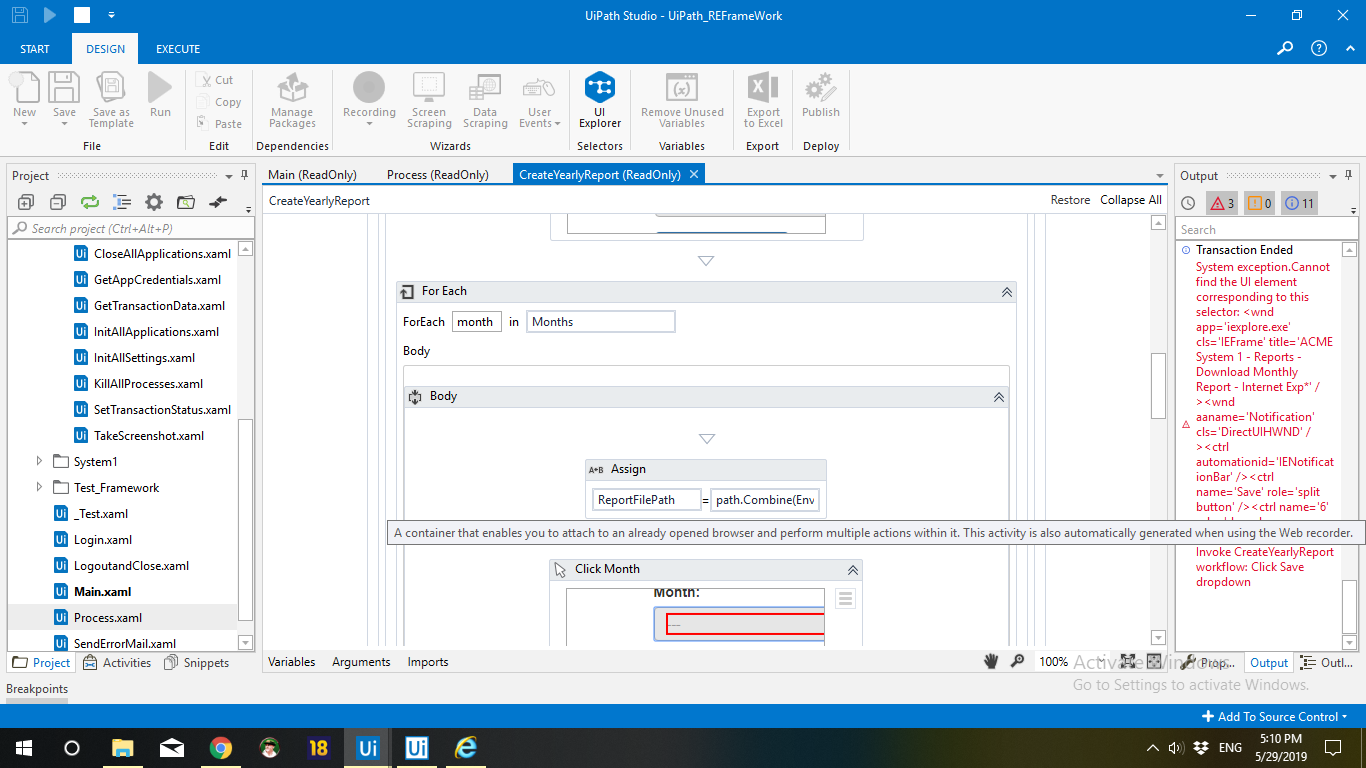 UiPath Studio - UiPath_REFrameWork
START DESIGN EXECUTE
New Save Save as Template Run
Cut
Copy
Paste
Manage Packages
Recording Screen Scraping Data Scraping User Events
UI Explorer
Remove Unused Variables
Export to Excel
Publish
File Edit Dependencies Wizards Selectors Variables Export Deploy
Project
Search project (Ctrl+Alt+P)
CloseAllApplications.xaml
GetAppCredentials.xaml
GetTransactionData.xaml
InitAllApplications.xaml
InitAllSettings.xaml
KillAllProcesses.xaml
SetTransactionStatus.xaml
TakeScreenshot.xaml
System1
Test_Framework
_Test.xaml
Login.xaml
LogoutandClose.xaml
Main.xaml
Process.xaml
SendErrorMail.xaml
Project Activities Snippets
Breakpoints
Main (ReadOnly) Process (ReadOnly) CreateYearlyReport (ReadOnly)
CreateYearlyReport Restore Collapse All
For Each
ForEach month in Months
Body
Body
A*B Assign
ReportFilePath = path.Combine(Env
A container that enables you to attach to an already opened browser and perform multiple actions within it. This activity is also automatically generated when using the Web recorder.
Click Month
Month:
---
Variables Arguments Imports 100%
Output
3 0 11
Search
Transaction Ended
System exception.Cannot
find the UI element
corresponding to this
selector: <wnd
app='iexplore.exe'
cls='IEFrame' title='ACME
System 1 - Reports -
Download Monthly
Report - Internet Exp*' /
><wnd
aaname='Notification'
cls='DirectUIHWND' /
><ctrl
automationid='IENotificat
ionBar' /><ctrl
name='Save' role='split
button' /><ctrl name='6'
Invoke CreateYearlyReport
workflow: Click Save
dropdown
Prop... Output Outl...
Activate Windows
Go to Settings to activate Windows.
Add To Source Control
18 Ui Ui
ENG
5:10 PM
5/29/2019